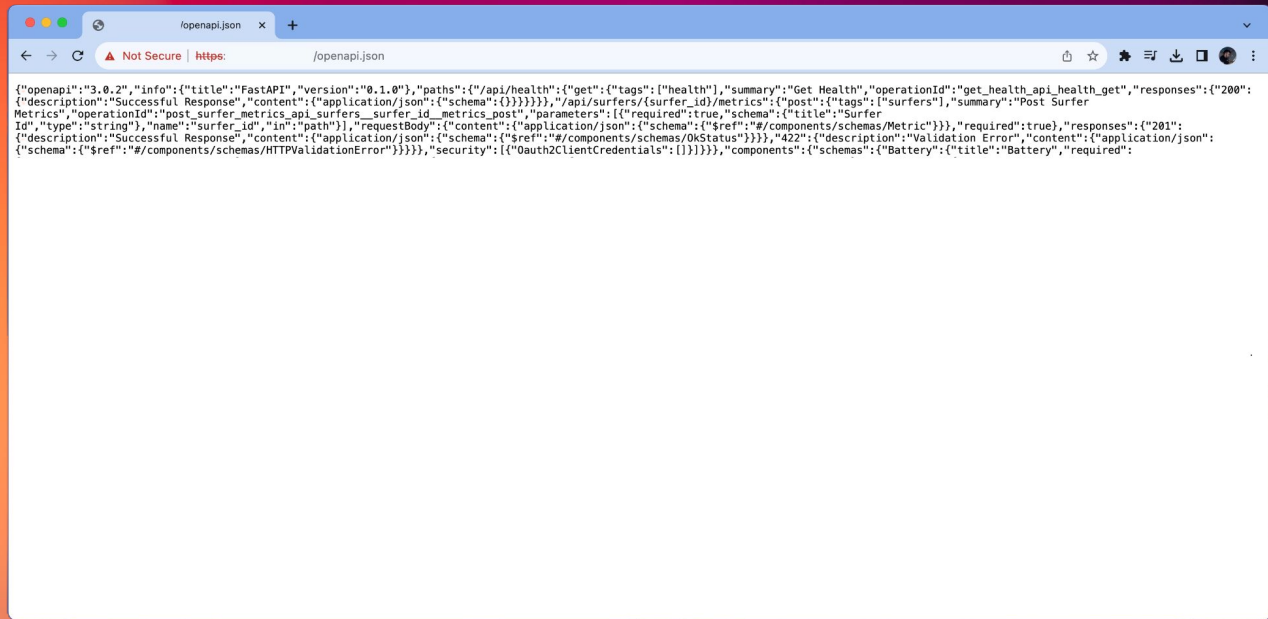 /openapi.json
Not Secure | https: /openapi.json
{"openapi":"3.0.2","info":{"title":"FastAPI","version":"0.1.0"},"paths":{"/api/health":{"get":{"tags":["health"],"summary":"Get Health","operationId":"get_health_api_health_get","responses":{"200":
{"description":"Successful Response","content":{"application/json":{"schema":{}}}}}}},"/api/surfers/{surfer_id}/metrics":{"post":{"tags":["surfers"],"summary":"Post Surfer
Metrics","operationId":"post_surfer_metrics_api_surfers__surfer_id__metrics_post","parameters":[{"required":true,"schema":{"title":"Surfer
Id","type":"string"},"name":"surfer_id","in":"path"}],"requestBody":{"content":{"application/json":{"schema":{"$ref":"#/components/schemas/Metric"}}},"required":true},"responses":{"201":
{"description":"Successful Response","content":{"application/json":{"schema":{"$ref":"#/components/schemas/OkStatus"}}}},"422":{"description":"Validation Error","content":{"application/json":
{"schema":{"$ref":"#/components/schemas/HTTPValidationError"}}}}},"security":[{"Oauth2ClientCredentials":[]}]}}},"components":{"schemas":{"Battery":{"title":"Battery","required":